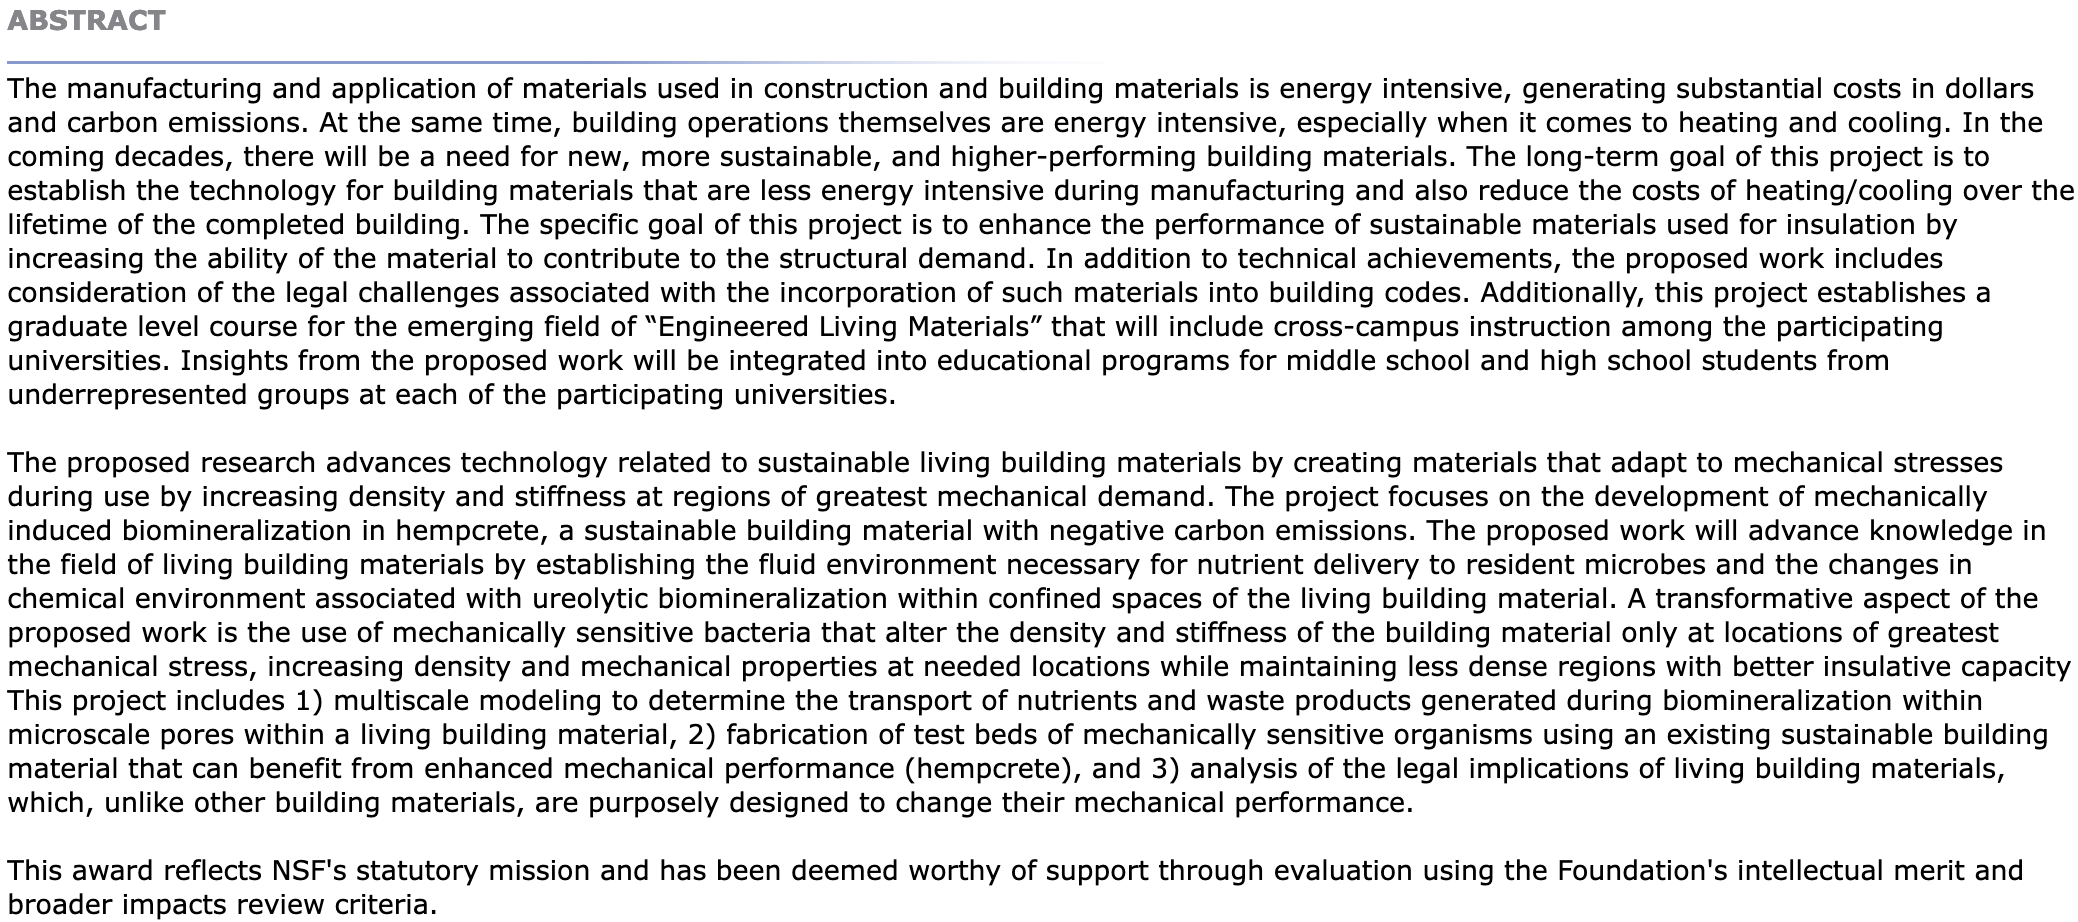 ABSTRACT
The manufacturing and application of materials used in construction and building materials is energy intensive, generating substantial costs in dollars
and carbon emissions. At the same time, building operations themselves are energy intensive, especially when it comes to heating and cooling. In the
coming decades, there will be a need for new, more sustainable, and higher-performing building materials. The long-term goal of this project is to
establish the technology for building materials that are less energy intensive during manufacturing and also reduce the costs of heating/cooling over the
lifetime of the completed building. The specific goal of this project is to enhance the performance of sustainable materials used for insulation by
increasing the ability of the material to contribute to the structural demand. In addition to technical achievements, the proposed work includes
consideration of the legal challenges associated with the incorporation of such materials into building codes. Additionally, this project establishes a
graduate level course for the emerging field of “Engineered Living Materials” that will include cross-campus instruction among the participating
universities. Insights from the proposed work will be integrated into educational programs for middle school and high school students from
underrepresented groups at each of the participating universities.
The proposed research advances technology related to sustainable living building materials by creating materials that adapt to mechanical stresses
during use by increasing density and stiffness at regions of greatest mechanical demand. The project focuses on the development of mechanically
induced biomineralization in hempcrete, a sustainable building material with negative carbon emissions. The proposed work will advance knowledge in
the field of living building materials by establishing the fluid environment necessary for nutrient delivery to resident microbes and the changes in
chemical environment associated with ureolytic biomineralization within confined spaces of the living building material. A transformative aspect of the
proposed work is the use of mechanically sensitive bacteria that alter the density and stiffness of the building material only at locations of greatest
mechanical stress, increasing density and mechanical properties at needed locations while maintaining less dense regions with better insulative capacity
This project includes 1) multiscale modeling to determine the transport of nutrients and waste products generated during biomineralization within
microscale pores within a living building material, 2) fabrication of test beds of mechanically sensitive organisms using an existing sustainable building
material that can benefit from enhanced mechanical performance (hempcrete), and 3) analysis of the legal implications of living building materials,
which, unlike other building materials, are purposely designed to change their mechanical performance.
This award reflects NSF's statutory mission and has been deemed worthy of support through evaluation using the Foundation's intellectual merit and
broader impacts review criteria.